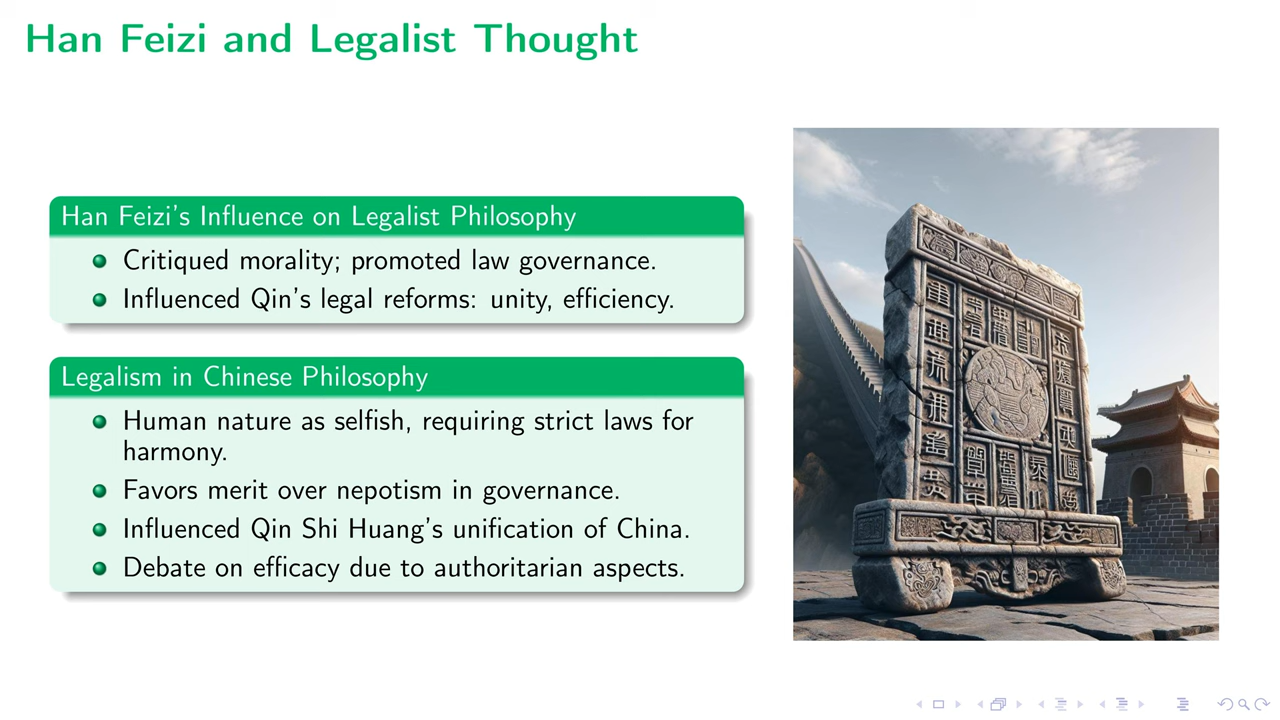 Han Feizi and Legalist Thought
Han Feizi's Influence on Legalist Philosophy
Critiqued morality; promoted law governance.
Influenced Qin's legal reforms: unity, efficiency.
Legalism in Chinese Philosophy
Human nature as selfish, requiring strict laws for
harmony.
Favors merit over nepotism in governance.
Influenced Qin Shi Huang's unification of China.
Debate on efficacy due to authoritarian aspects.